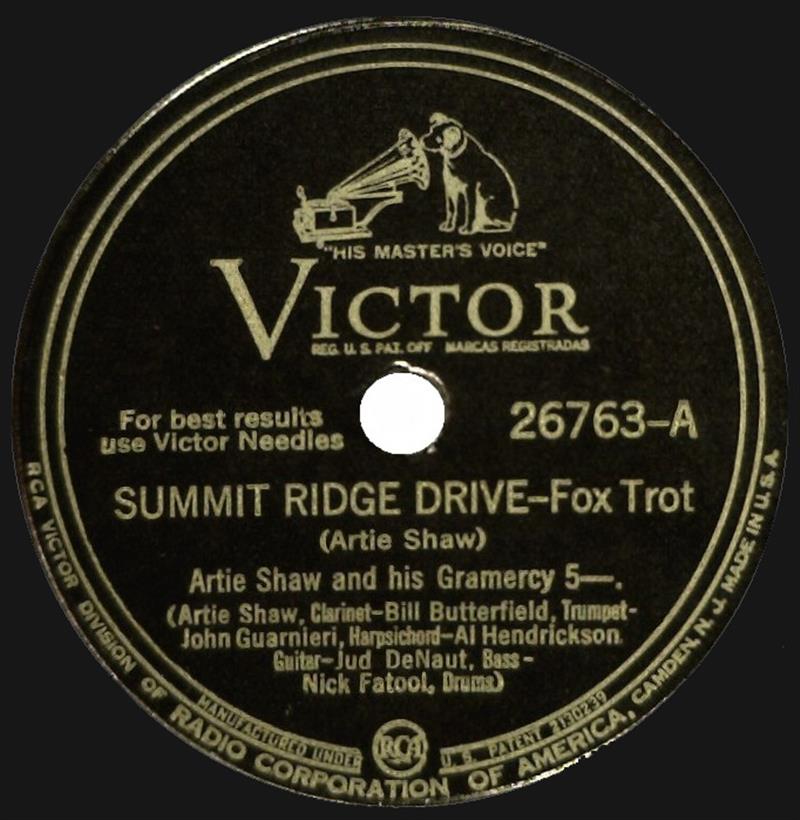 "HIS MASTER'S VOICE"
VICTOR
REG. U. S. PAT. OFF MARCAS REGISTRADAS
For best results
use Victor Needles
26763–A
SUMMIT RIDGE DRIVE–Fox Trot
(Artie Shaw)
Artie Shaw and his Gramercy 5—.
(Artie Shaw, Clarinet–Bill Butterfield, Trumpet–
John Guarnieri, Harpsichord–Al Hendrickson
Guitar–Jud DeNaut, Bass–
Nick Fatool, Drums)
MANUFACTURED UNDER RCA U. S. PATENT 2130239
RCA VICTOR DIVISION OF RADIO CORPORATION OF AMERICA, CAMDEN, N. J. MADE IN U.S.A.